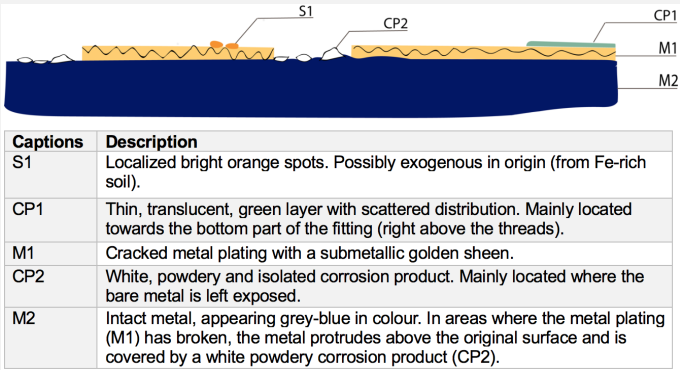 S1
CP1
CP2
M1
M2
Captions Description
S1 Localized bright orange spots. Possibly exogenous in origin (from Fe-rich
soil).
CP1 Thin, translucent, green layer with scattered distribution. Mainly located
towards the bottom part of the fitting (right above the threads).
M1 Cracked metal plating with a submetallic golden sheen.
CP2 White, powdery and isolated corrosion product. Mainly located where the
bare metal is left exposed.
M2 Intact metal, appearing grey-blue in colour. In areas where the metal plating
(M1) has broken, the metal protrudes above the original surface and is
covered by a white powdery corrosion product (CP2).